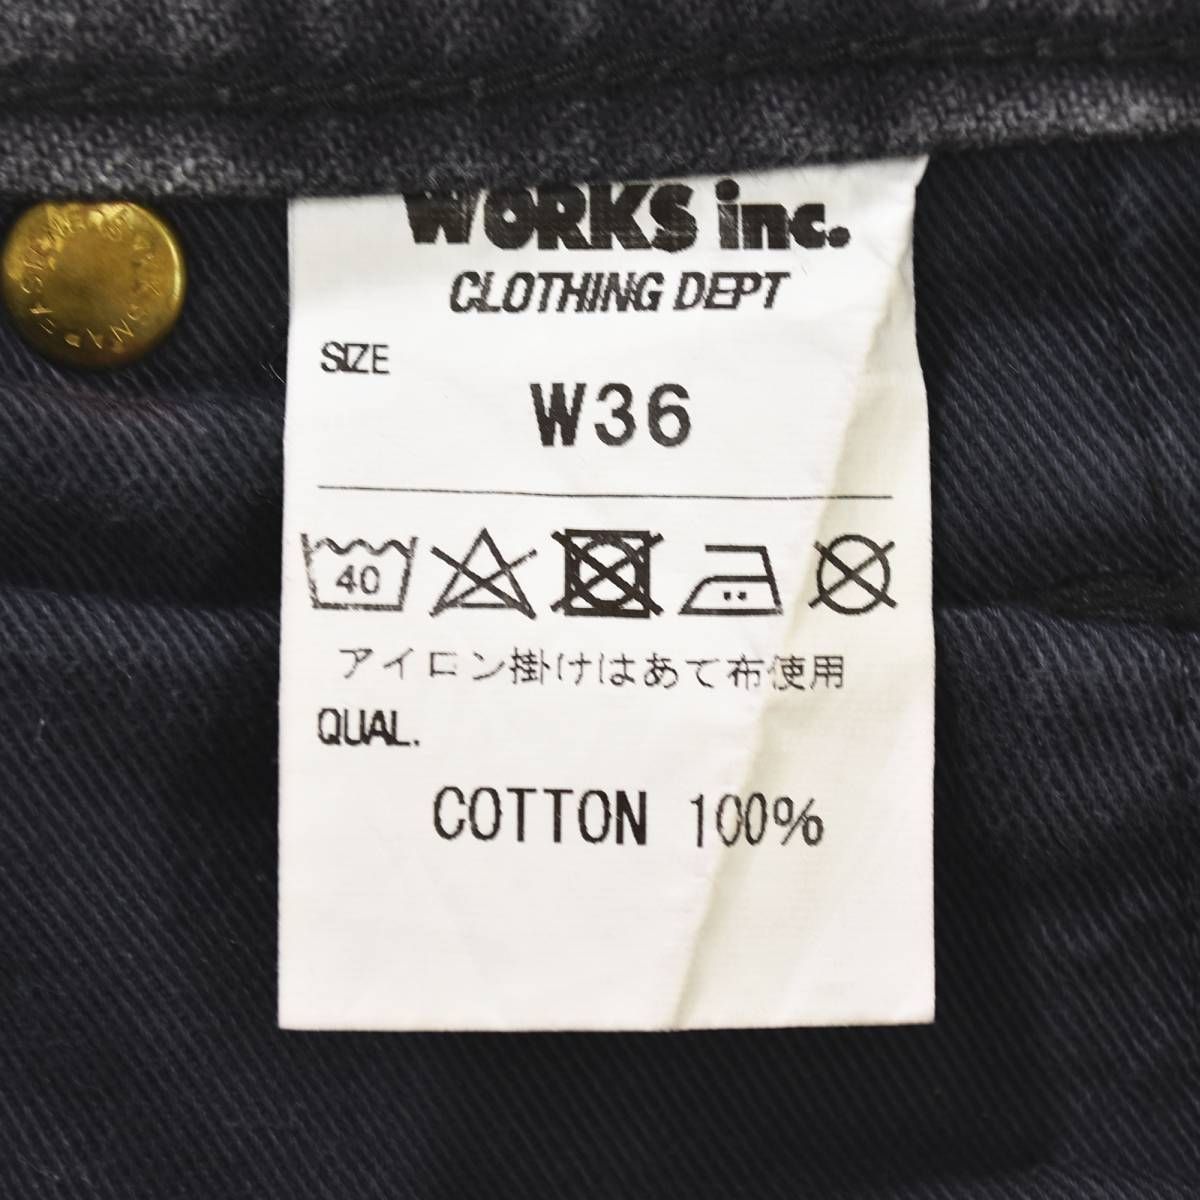 WORKS inc.
CLOTHING DEPT
SIZE
W36
40
アイロン掛けはあて布使用
QUAL.
COTTON 100%